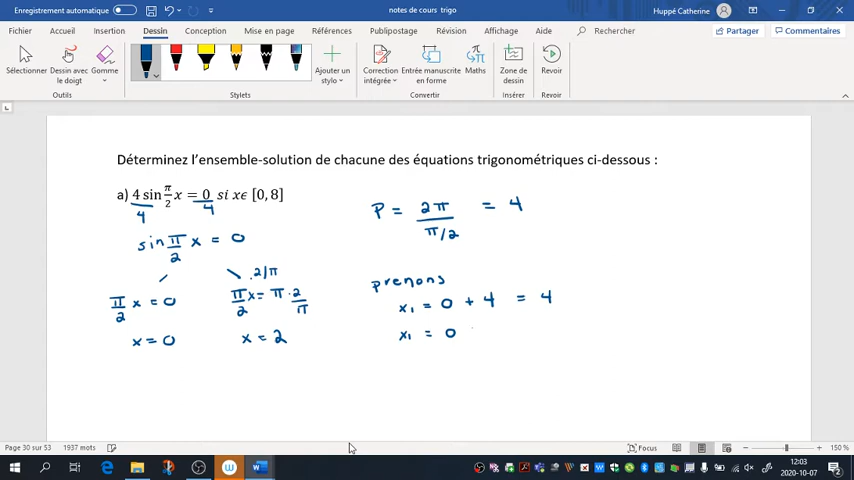 Enregistrement automatique
notes de cours trigo
Huppé Catherine
Fichier Accueil Insertion Dessin Conception Mise en page Références Publipostage Révision Affichage Aide Rechercher Partager Commentaires
Sélectionner Dessin avec le doigt Gomme Ajouter un stylo Correction intégrée Entrée manuscrite en forme Maths Zone de dessin Revoir
Outils Stylets Convertir Insérer Revoir
Déterminez l'ensemble-solution de chacune des équations trigonométriques ci-dessous :
a) 4 sin π/2 x = 0 si xϵ [0, 8]
4 4
P = 2π / π/2 = 4
sin π/2 x = 0
·2/π
prenons
π/2 x = 0 π/2 x = π · 2/π x₁ = 0 + 4 = 4
x = 0 x = 2 x₁ = 0
Page 30 sur 53 1937 mots Focus 150 %
12:03
2020-10-07